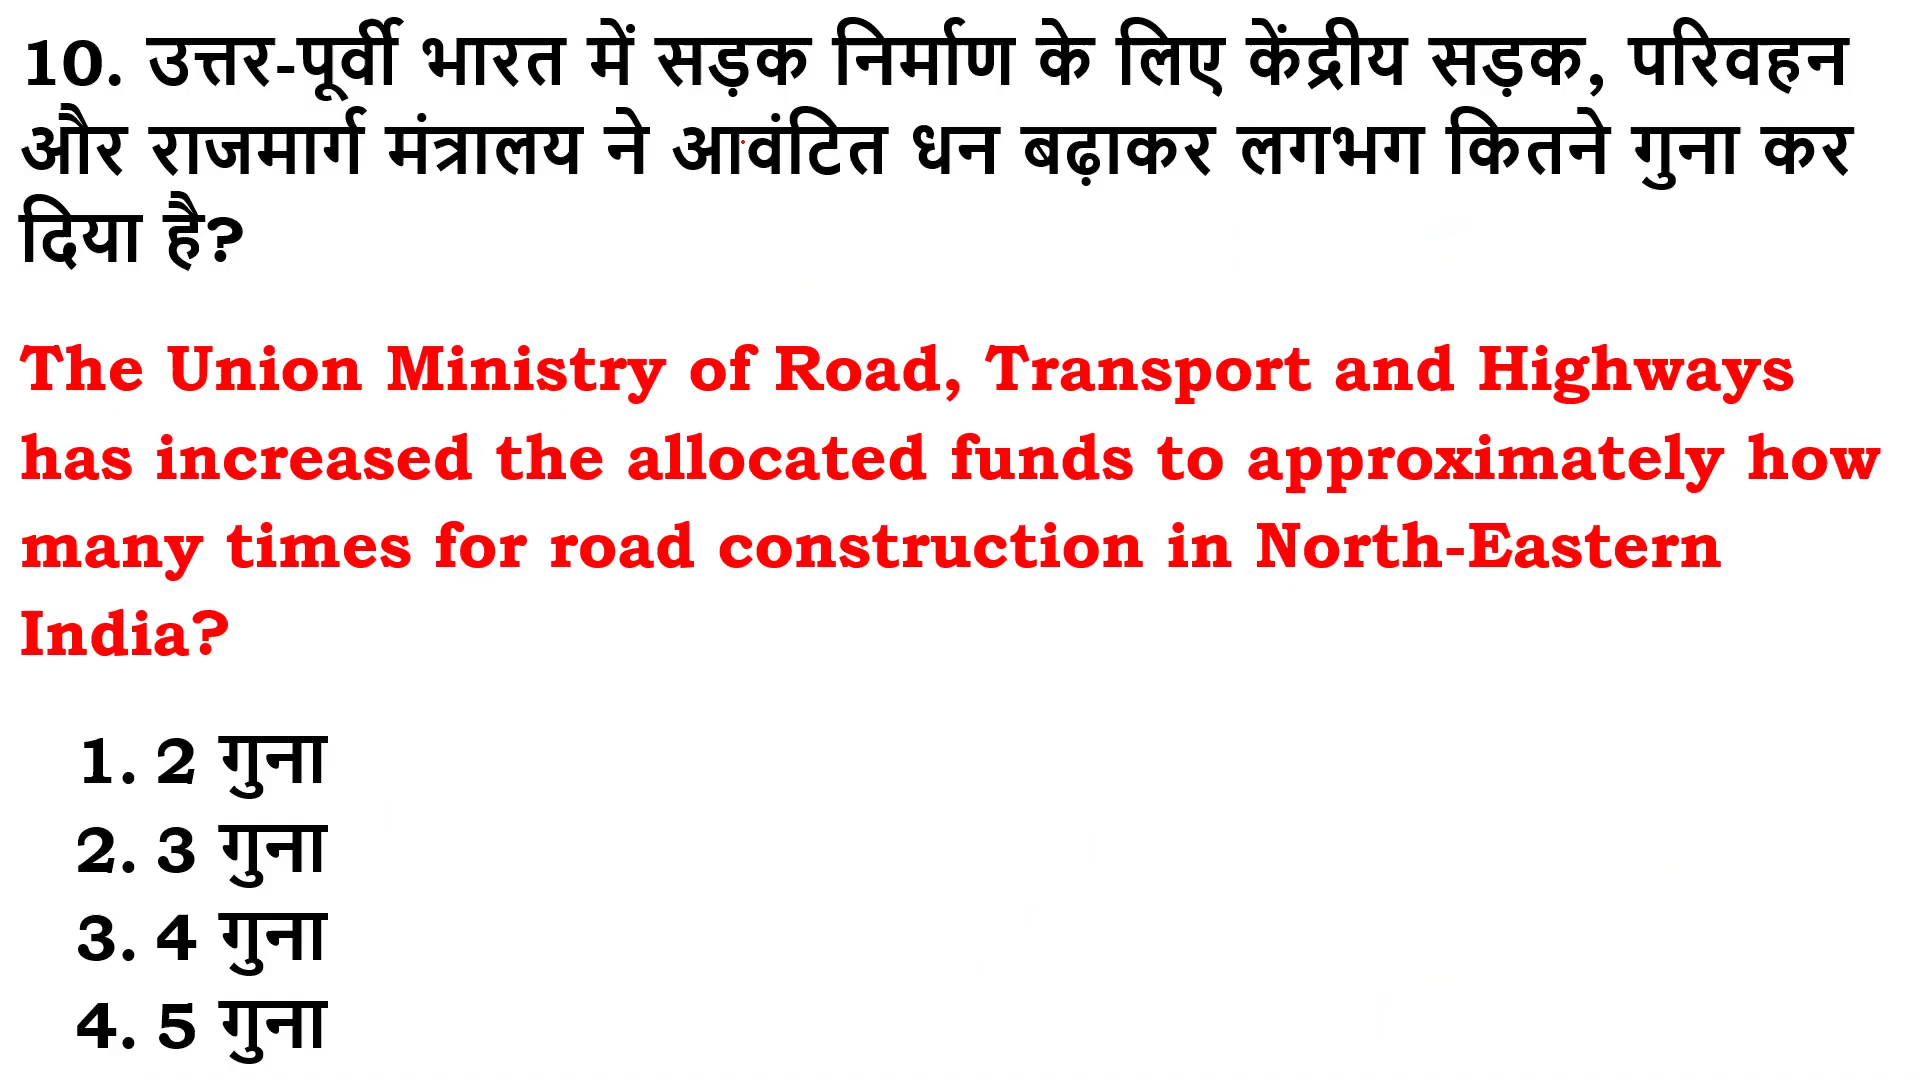 10. उत्तर-पूर्वी भारत में सड़क निर्माण के लिए केंद्रीय सड़क, परिवहन
और राजमार्ग मंत्रालय ने आवंटित धन बढ़ाकर लगभग कितने गुना कर
दिया है?
The Union Ministry of Road, Transport and Highways
has increased the allocated funds to approximately how
many times for road construction in North-Eastern
India?
1. 2 गुना
2. 3 गुना
3. 4 गुना
4. 5 गुना